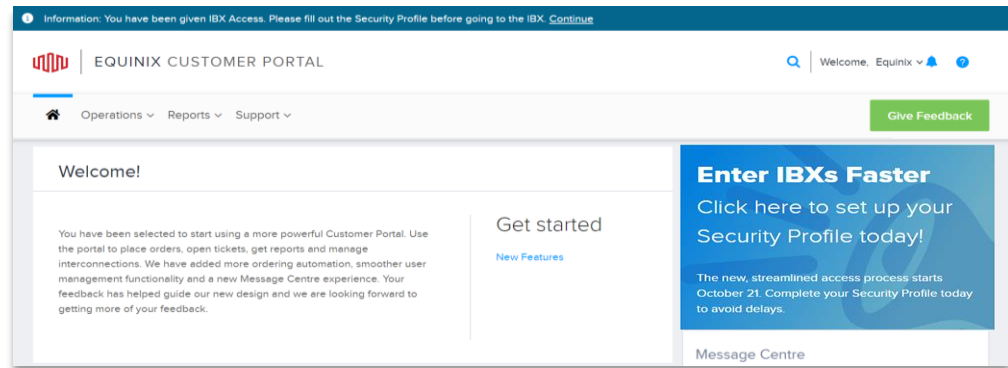 Information: You have been given IBX Access. Please fill out the Security Profile before going to the IBX. Continue
EQUINIX CUSTOMER PORTAL
Welcome, Equinix
Operations
Reports
Support
Give Feedback
Welcome!
You have been selected to start using a more powerful Customer Portal. Use
the portal to place orders, open tickets, get reports and manage
interconnections. We have added more ordering automation, smoother user
management functionality and a new Message Centre experience. Your
feedback has helped guide our new design and we are looking forward to
getting more of your feedback.
Get started
New Features
Enter IBXs Faster
Click here to set up your
Security Profile today!
The new, streamlined access process starts
October 21. Complete your Security Profile today
to avoid delays.
Message Centre